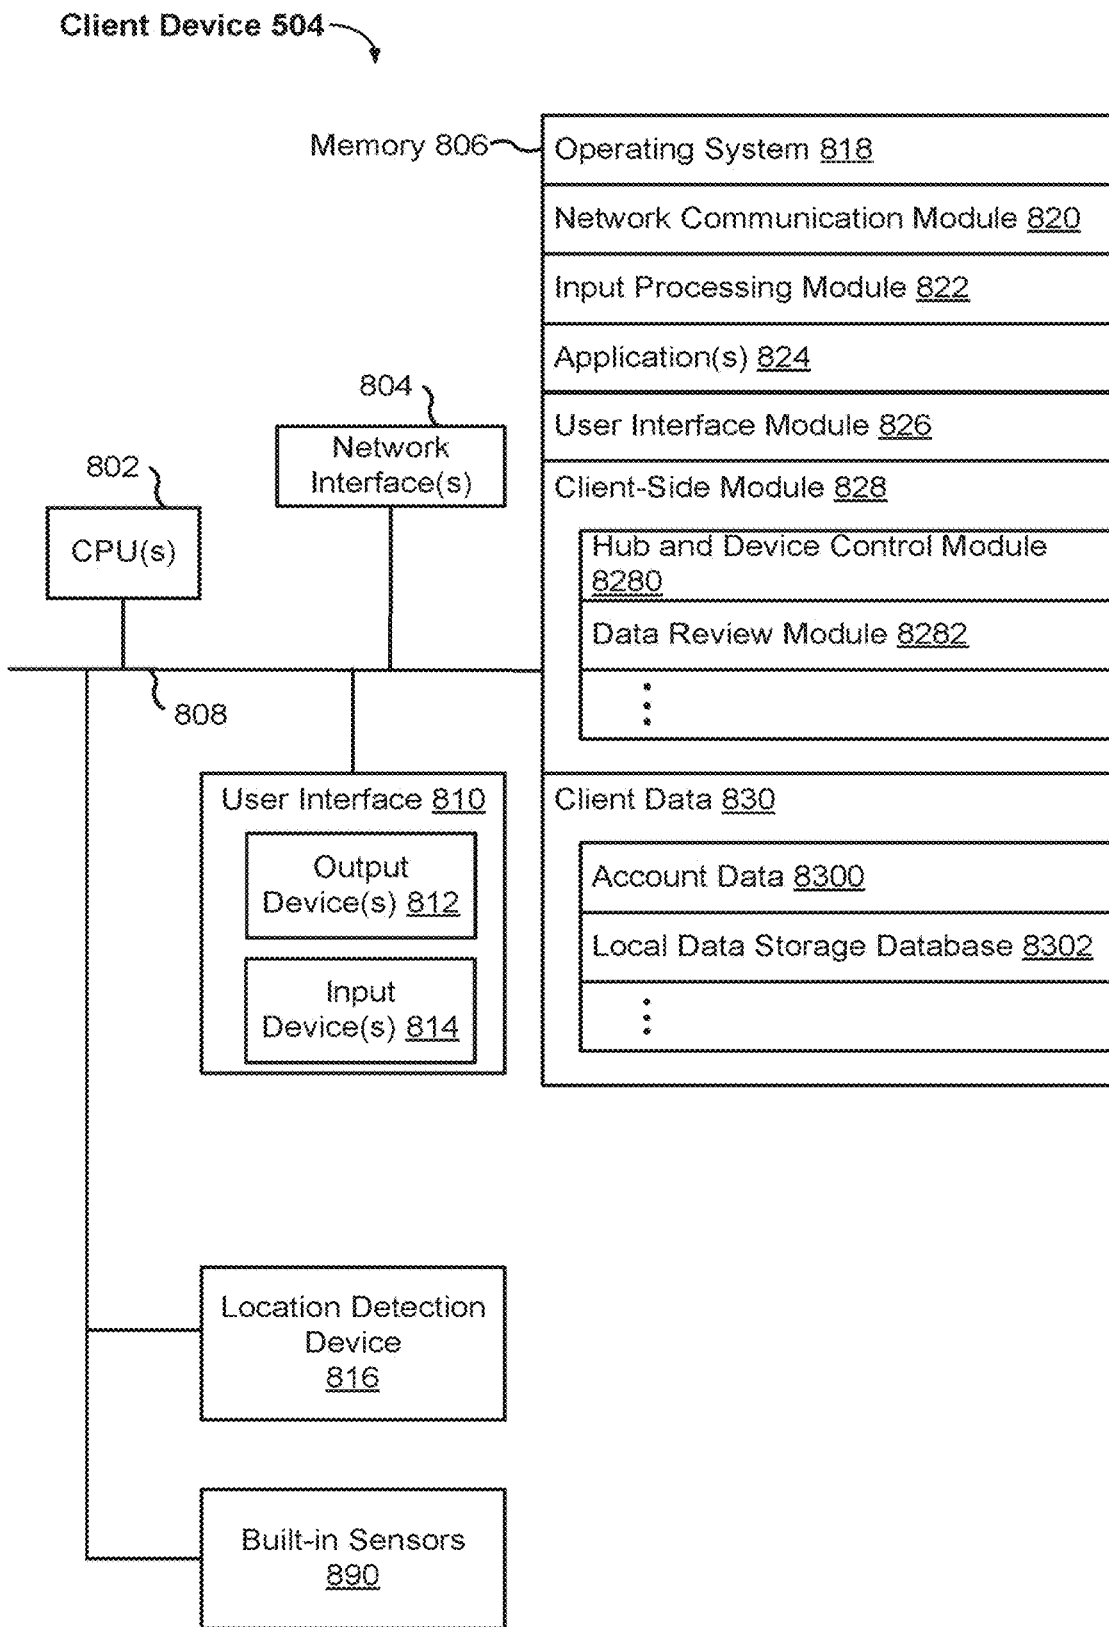 Client Device 504
Memory 806
Operating System 818
Network Communication Module 820
Input Processing Module 822
Application(s) 824
User Interface Module 826
Client-Side Module 828
Hub and Device Control Module
8280
Data Review Module 8282
Client Data 830
Account Data 8300
Local Data Storage Database 8302
804
Network
Interface(s)
802
CPU(s)
808
User Interface 810
Output
Device(s) 812
Input
Device(s) 814
Location Detection
Device
816
Built-in Sensors
890